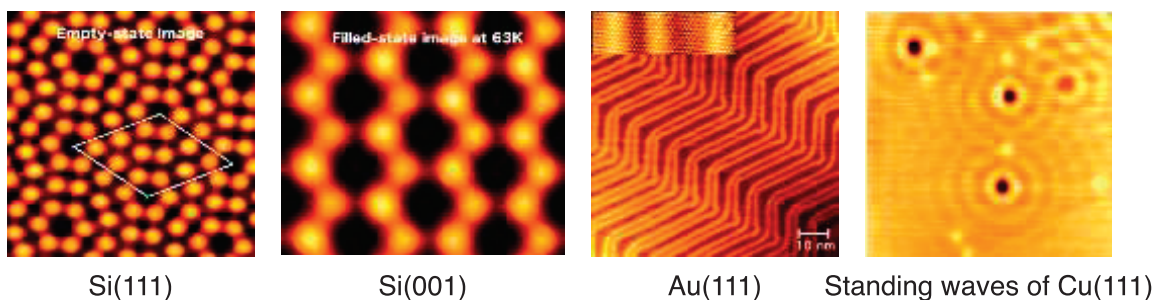 Empty-state image
Filled-state image at 63K
10 nm
Si(111)
Si(001)
Au(111)
Standing waves of Cu(111)